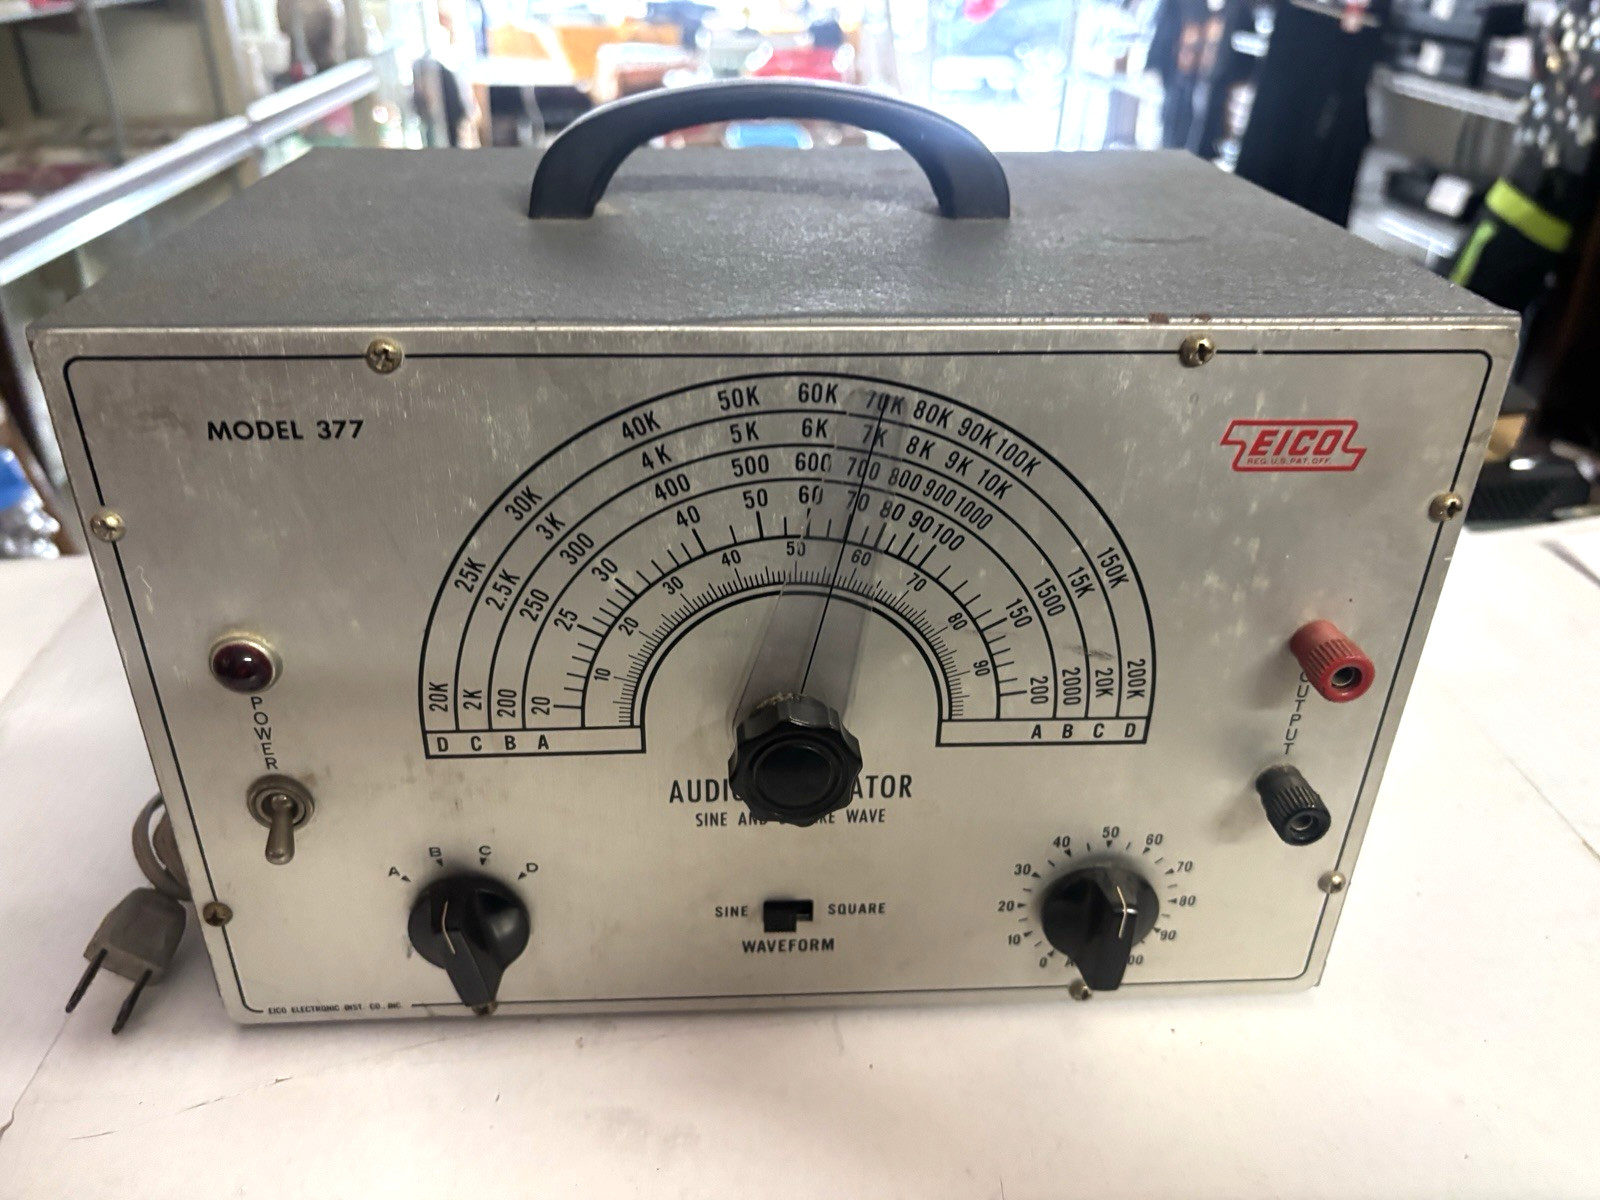 MODEL 377
EICO
REG. U.S. PAT. OFF.
20K 25K 30K 40K 50K 60K 70K 80K 90K 100K 150K 200K
2K 2.5K 3K 4K 5K 6K 7K 8K 9K 10K 15K 20K
200 250 300 400 500 600 700 800 900 1000 1500 2000
20 25 30 40 50 60 70 80 90 100 150 200
10 20 30 40 50 60 70 80 90
D C B A
A B C D
POWER
OUTPUT
SINE WAVE
A B C D
SINE SQUARE
WAVEFORM
0 10 20 30 40 50 60 70 80 90
EICO ELECTRONIC INST. CO., INC.